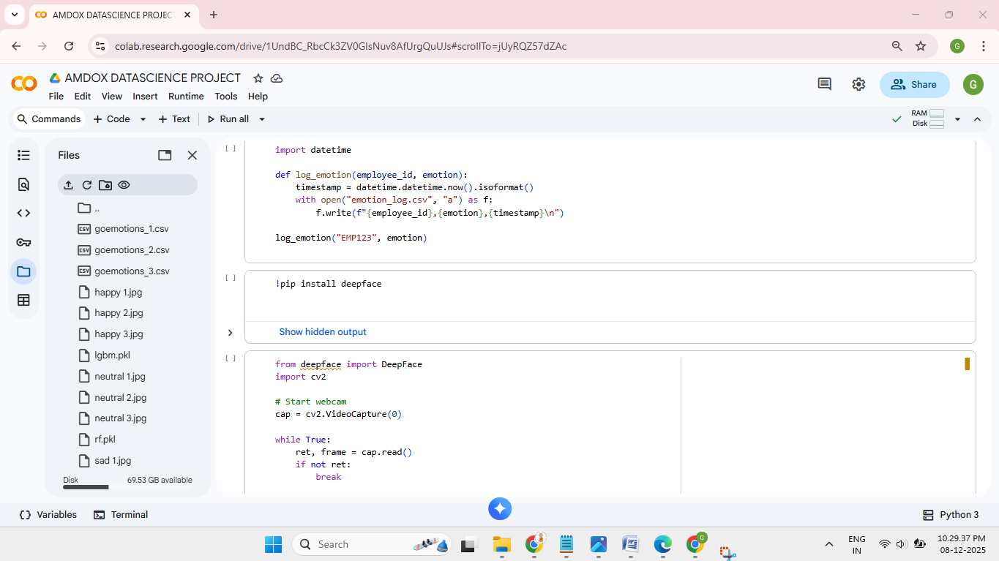 AMDOX DATASCIENCE PROJECT
colab.research.google.com/drive/1UndBC_RbcCk3ZV0GIsNuv8AfUrgQuUJs#scrollTo=jUyRQZ57dZAc
G
AMDOX DATASCIENCE PROJECT
File Edit View Insert Runtime Tools Help
Share
G
Commands + Code + Text Run all
RAM
Disk
Files
..
goemotions_1.csv
goemotions_2.csv
goemotions_3.csv
happy 1.jpg
happy 2.jpg
happy 3.jpg
lgbm.pkl
neutral 1.jpg
neutral 2.jpg
neutral 3.jpg
rf.pkl
sad 1.jpg
Disk 69.53 GB available
[ ]
import datetime
def log_emotion(employee_id, emotion):
    timestamp = datetime.datetime.now().isoformat()
    with open("emotion_log.csv", "a") as f:
        f.write(f"{employee_id},{emotion},{timestamp}\n")
log_emotion("EMP123", emotion)
[ ]
!pip install deepface
Show hidden output
[ ]
from deepface import DeepFace
import cv2
# Start webcam
cap = cv2.VideoCapture(0)
while True:
    ret, frame = cap.read()
    if not ret:
        break
Variables Terminal
Python 3
Search
G
ENG
IN
10.29.37 PM
08-12-2025